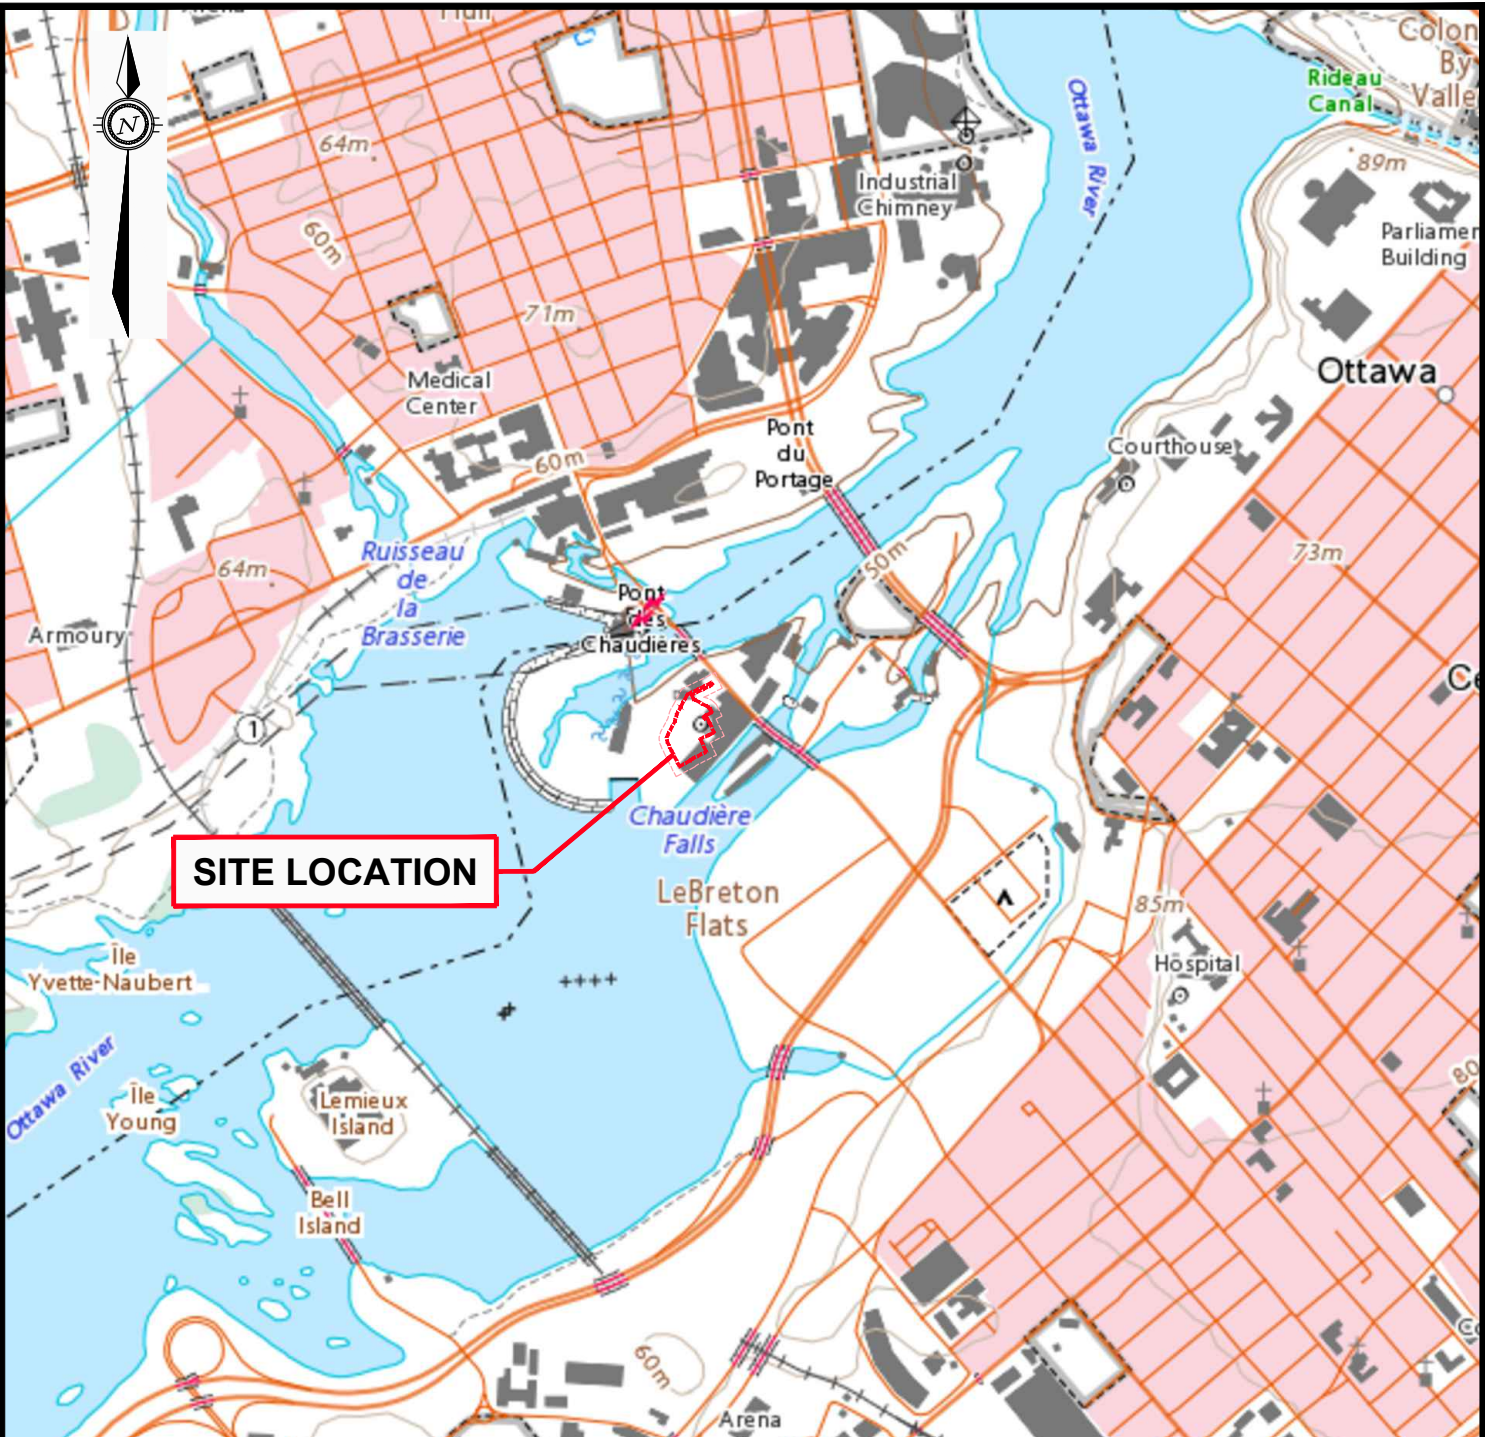 Hull
Colon
By
Valle
Rideau
Canal
Ottawa River
N
64m
89m
Industrial
Chimney
Parliamen
Building
60m
71m
Ottawa
Medical
Center
Pont
du
Portage
Courthouse
60m
73m
50m
64m
Ruisseau
de
la
Brasserie
Pont
des
Chaudières
Armoury
Ce
1
Chaudière
Falls
SITE LOCATION
LeBreton
Flats
85m
Île
Yvette-Naubert
Hospital
Ottawa River
Île
Young
Lemieux
Island
80
Bell
Island
60m
Co
Arena